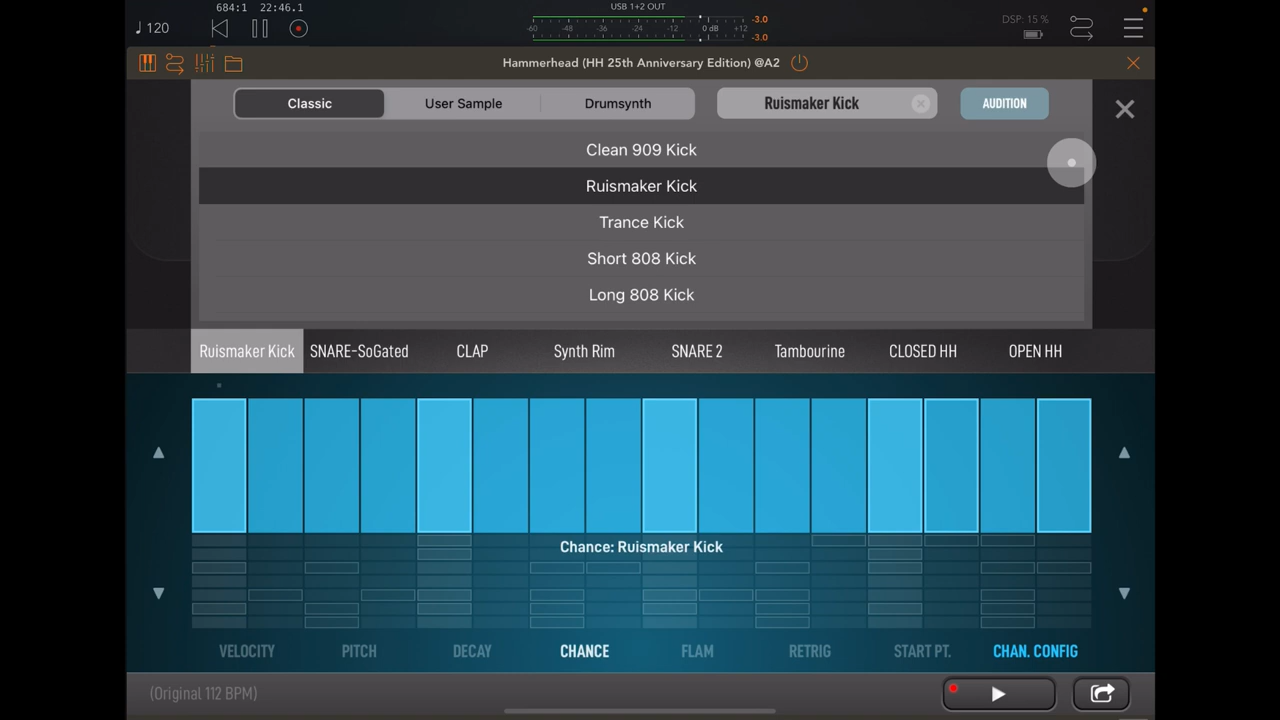 684:1 22:46.1 USB 1+2 OUT
120 -60 -48 -36 -24 -12 0 dB +12 -3.0 -3.0 DSP: 15 %
Hammerhead (HH 25th Anniversary Edition) @A2
Classic User Sample Drumsynth Ruismaker Kick AUDITION
Clean 909 Kick
Ruismaker Kick
Trance Kick
Short 808 Kick
Long 808 Kick
Ruismaker Kick SNARE-SoGated CLAP Synth Rim SNARE 2 Tambourine CLOSED HH OPEN HH
Chance: Ruismaker Kick
VELOCITY PITCH DECAY CHANCE FLAM RETRIG START PT. CHAN. CONFIG
(Original 112 BPM)